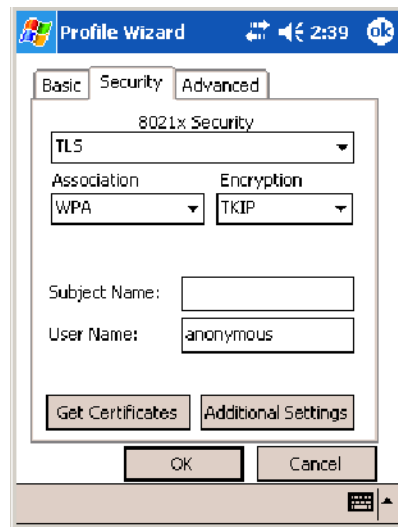 Profile Wizard 2:39 ok
Basic Security Advanced
8021x Security
TLS
Association Encryption
WPA TKIP
Subject Name:
User Name: anonymous
Get Certificates Additional Settings
OK Cancel